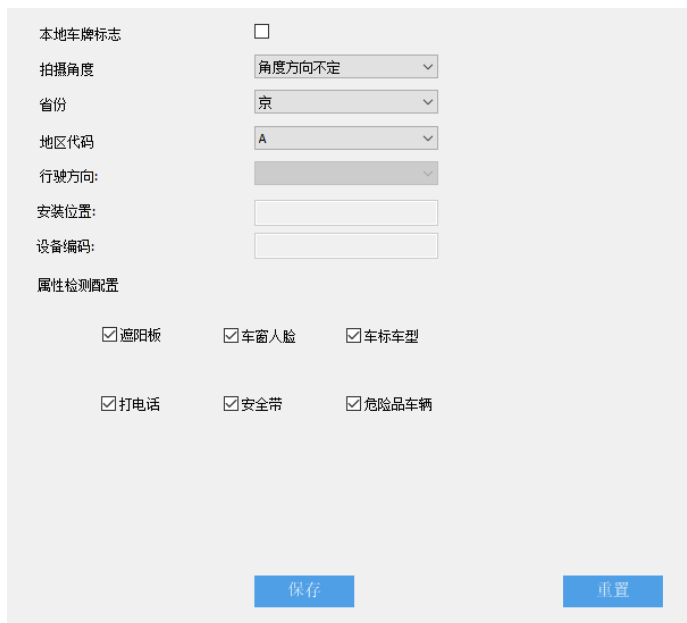 本地车牌标志
拍摄角度 角度方向不定
省份 京
地区代码 A
行驶方向:
安装位置:
设备编码:
属性检测配置
遮阳板 车窗人脸 车标车型
打电话 安全带 危险品车辆
保存 重置